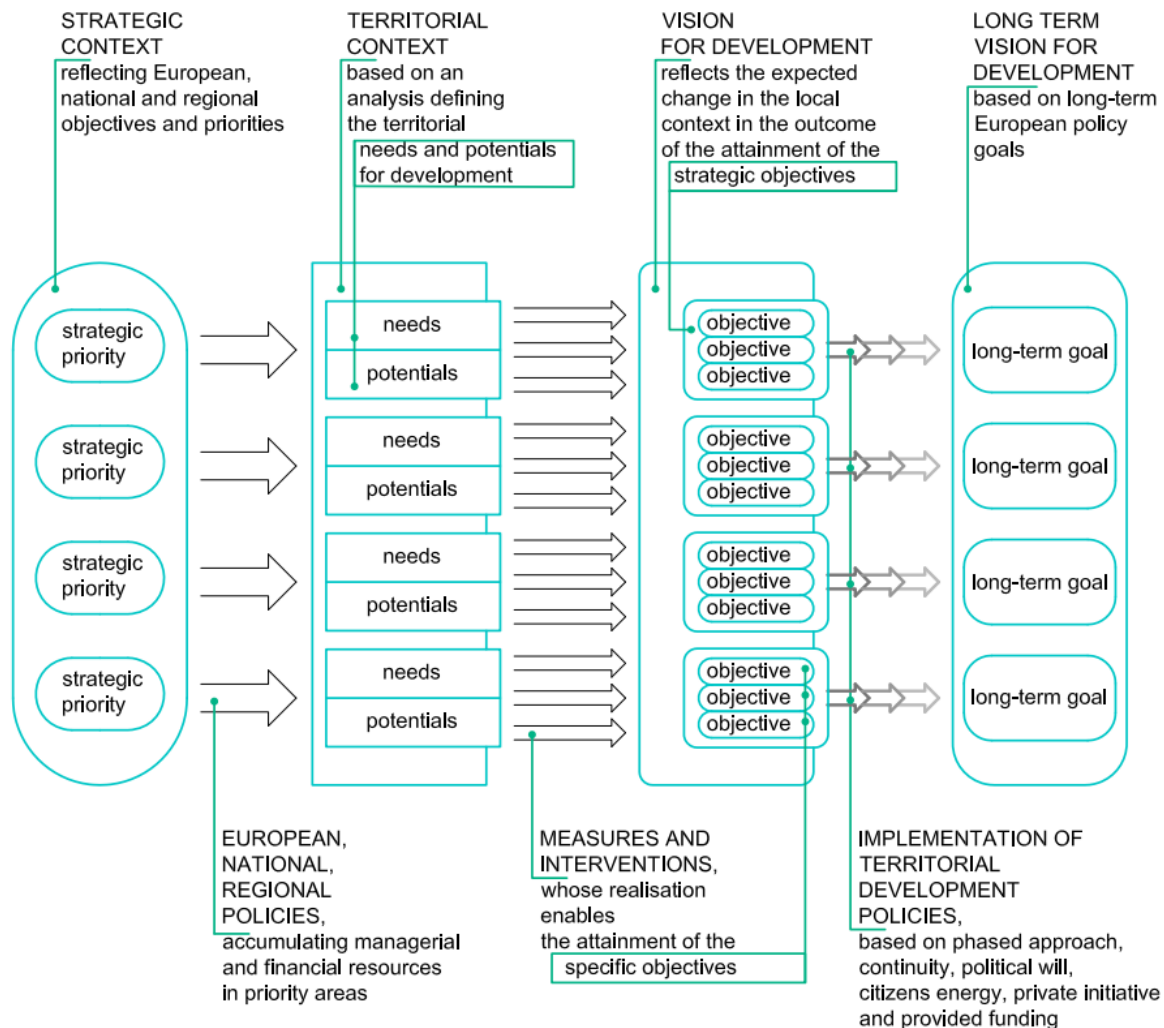 STRATEGIC
CONTEXT
reflecting European,
national and regional
objectives and priorities
TERRITORIAL
CONTEXT
based on an
analysis defining
the territorial
needs and potentials
for development
VISION
FOR DEVELOPMENT
reflects the expected
change in the local
context in the outcome
of the attainment of the
strategic objectives
LONG TERM
VISION FOR
DEVELOPMENT
based on long-term
European policy
goals
strategic
priority
needs
potentials
objective
objective
objective
long-term goal
strategic
priority
needs
potentials
objective
objective
objective
long-term goal
strategic
priority
needs
potentials
objective
objective
objective
long-term goal
strategic
priority
needs
potentials
objective
objective
objective
long-term goal
EUROPEAN,
NATIONAL,
REGIONAL
POLICIES,
accumulating managerial
and financial resources
in priority areas
MEASURES AND
INTERVENTIONS,
whose realisation
enables
the attainment of the
specific objectives
IMPLEMENTATION OF
TERRITORIAL
DEVELOPMENT
POLICIES,
based on phased approach,
continuity, political will,
citizens energy, private initiative
and provided funding